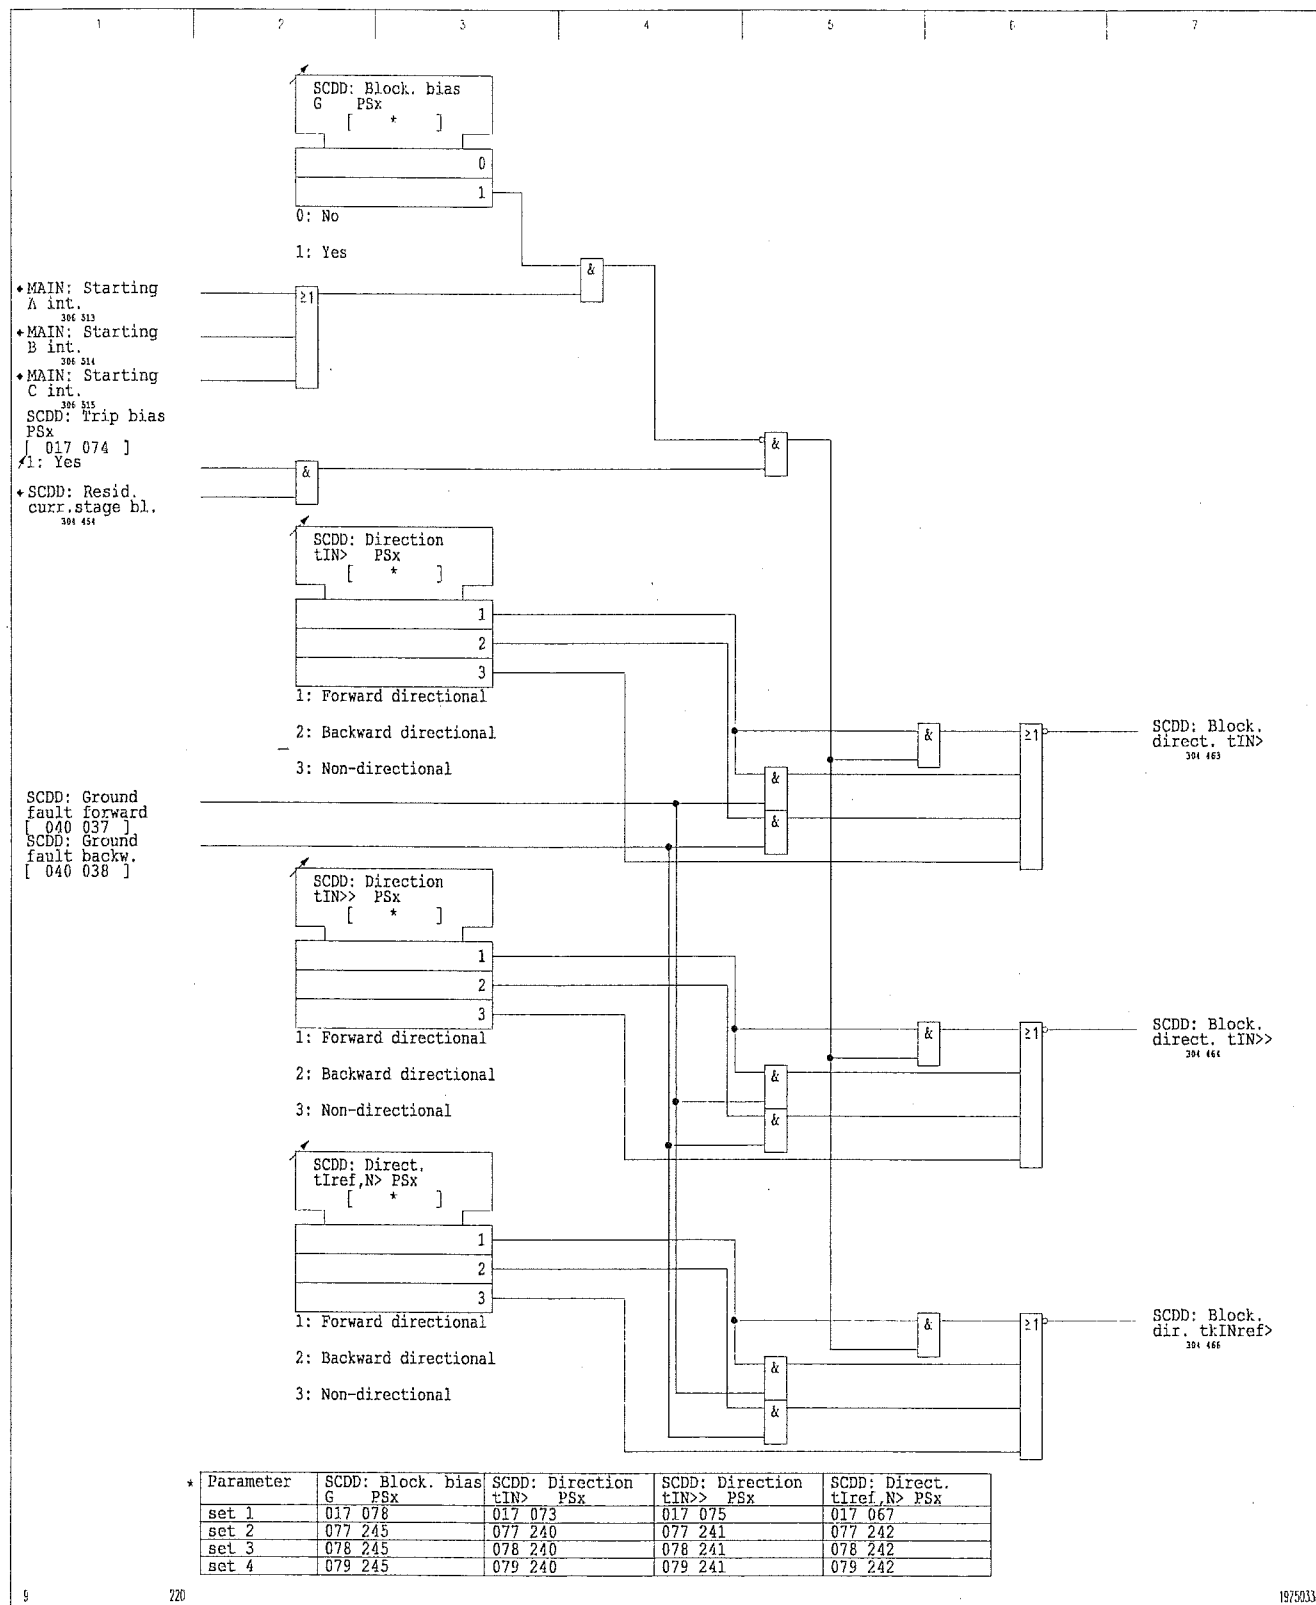 1 2 3 4 5 6 7
SCDD: Block. bias
G PSx
[ * ]
0
1
0: No
1: Yes
&
MAIN: Starting
A int.
306 513
≥1
MAIN: Starting
B int.
306 514
MAIN: Starting
C int.
306 515
SCDD: Trip bias
PSx
[ 017 074 ]
1: Yes
&
&
SCDD: Resid.
curr.stage bl.
304 454
SCDD: Direction
tIN> PSx
[ * ]
1
2
3
1: Forward directional
2: Backward directional
3: Non-directional
&
≥1
SCDD: Block.
direct. tIN>
304 463
&
&
SCDD: Ground
fault forward
[ 040 037 ]
SCDD: Ground
fault backw.
[ 040 038 ]
SCDD: Direction
tIN>> PSx
[ * ]
1
2
3
1: Forward directional
2: Backward directional
3: Non-directional
&
≥1
SCDD: Block.
direct. tIN>>
304 464
&
&
SCDD: Direct.
tIref,N> PSx
[ * ]
1
2
3
1: Forward directional
2: Backward directional
3: Non-directional
&
≥1
SCDD: Block.
dir. tkINref>
304 466
&
&
* Parameter SCDD: Block. bias G PSx SCDD: Direction tIN> PSx SCDD: Direction tIN>> PSx SCDD: Direct. tIref,N> PSx
set 1 017 078 017 073 017 075 017 067
set 2 077 245 077 240 077 241 077 242
set 3 078 245 078 240 078 241 078 242
set 4 079 245 079 240 079 241 079 242
9 220 1975033